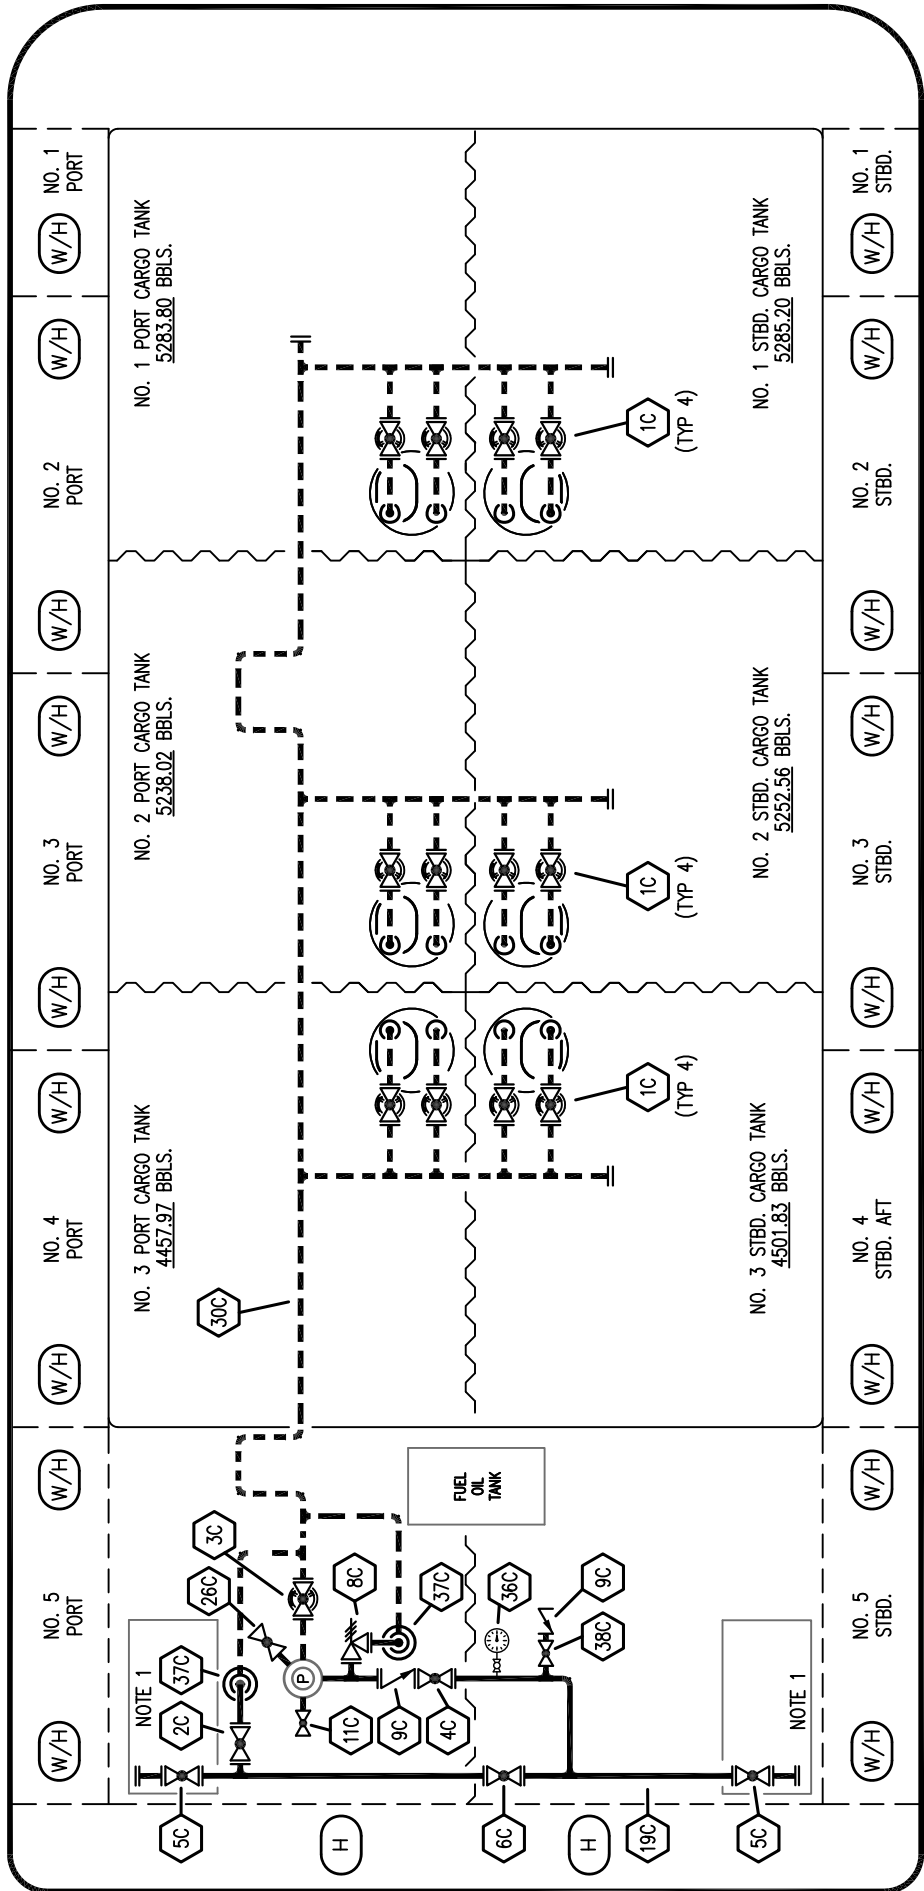 NO. 1
PORT
W/H
W/H
NO. 2
PORT
W/H
W/H
NO. 3
PORT
W/H
W/H
NO. 4
PORT
W/H
W/H
NO. 5
PORT
W/H
NO. 1 PORT CARGO TANK
5283.80 BBLS.
NO. 2 PORT CARGO TANK
5238.02 BBLS.
NO. 3 PORT CARGO TANK
4457.97 BBLS.
30C
3C
26C
37C
2C
NOTE 1
5C
P
8C
37C
11C
9C
4C
FUEL
OIL
TANK
36C
9C
38C
H
6C
H
19C
5C
NOTE 1
1C
(TYP 4)
1C
(TYP 4)
1C
(TYP 4)
NO. 1 STBD. CARGO TANK
5285.20 BBLS.
NO. 2 STBD. CARGO TANK
5252.56 BBLS.
NO. 3 STBD. CARGO TANK
4501.83 BBLS.
NO. 1
STBD.
W/H
W/H
NO. 2
STBD.
W/H
W/H
NO. 3
STBD.
W/H
W/H
NO. 4
STBD. AFT
W/H
W/H
NO. 5
STBD.
W/H